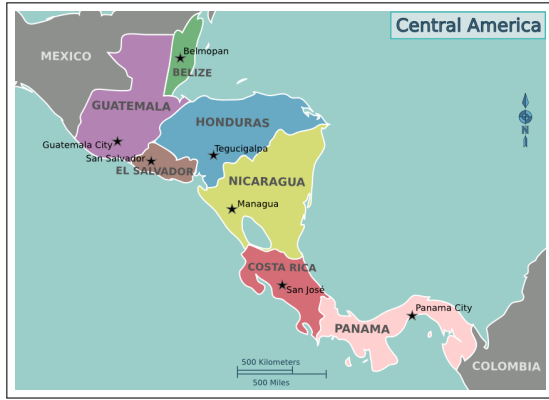 Central America
MEXICO
Belmopan
BELIZE
GUATEMALA
HONDURAS
Guatemala City
San Salvador
Tegucigalpa
EL SALVADOR
NICARAGUA
Managua
COSTA RICA
San José
Panama City
PANAMA
COLOMBIA
500 Kilometers
500 Miles
N